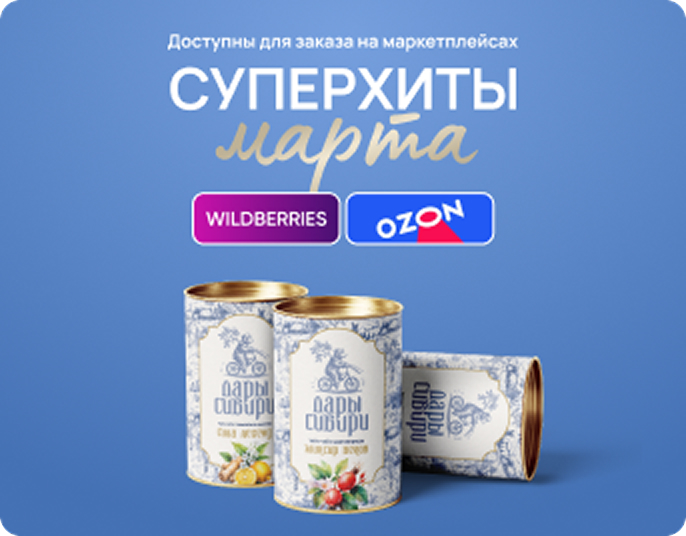 Доступны для заказа на маркетплейсах
СУПЕРХИТЫ
марта
WILDBERRIES
OZON
ДАРЫ
СИБИРИ
ДАРЫ
СИБИРИ
ДАРЫ
СИБИРИ